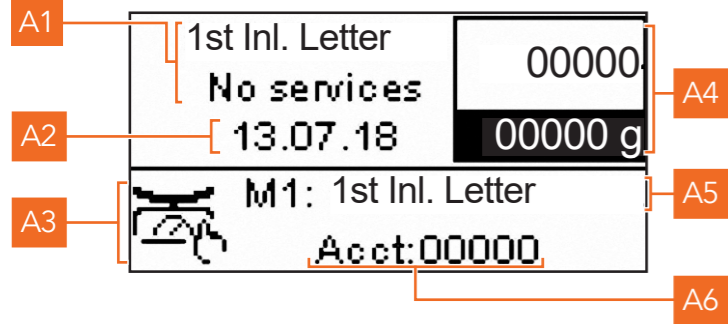 A1
1st Inl. Letter
00000
A4
No services
A2
13.07.18
00000 g
A3
M1: 1st Inl. Letter
A5
Acct:00000
A6